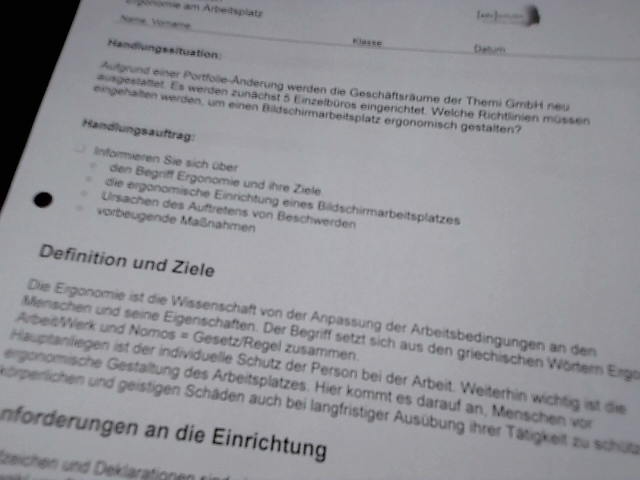 Ergonomie am Arbeitsplatz
Name, Vorname
Klasse
Datum
Handlungssituation:
Aufgrund einer Portfolio-Änderung werden die Geschäftsräume der Themi GmbH neu
ausgestattet. Es werden zunächst 5 Einzelbüros eingerichtet. Welche Richtlinien müssen
eingehalten werden, um einen Bildschirmarbeitsplatz ergonomisch gestalten?
Handlungsauftrag:
Informieren Sie sich über
den Begriff Ergonomie und ihre Ziele
die ergonomische Einrichtung eines Bildschirmarbeitsplatzes
Ursachen des Auftretens von Beschwerden
vorbeugende Maßnahmen
Definition und Ziele
Die Ergonomie ist die Wissenschaft von der Anpassung der Arbeitsbedingungen an den
Menschen und seine Eigenschaften. Der Begriff setzt sich aus den griechischen Wörtern Ergo
Arbeit/Werk und Nomos = Gesetz/Regel zusammen.
Hauptanliegen ist der individuelle Schutz der Person bei der Arbeit. Weiterhin wichtig ist die
ergonomische Gestaltung des Arbeitsplatzes. Hier kommt es darauf an, Menschen vor
körperlichen und geistigen Schäden auch bei langfristiger Ausübung ihrer Tätigkeit zu schütz
nforderungen an die Einrichtung
fzeichen und Deklarationen sind